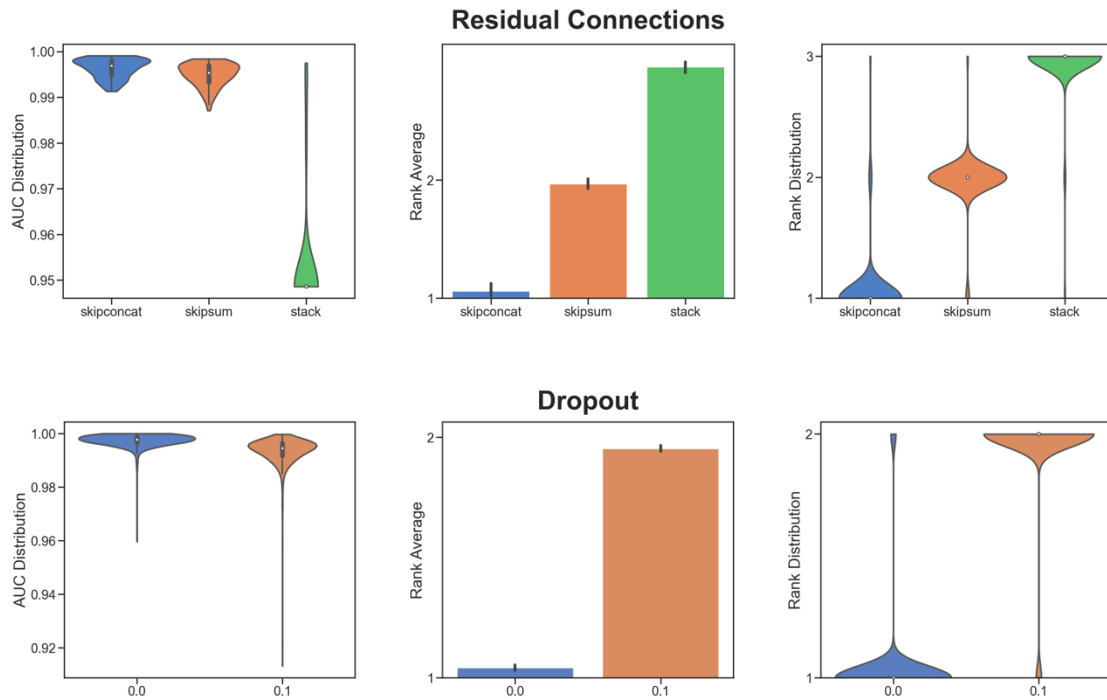 Residual Connections
AUC Distribution
1.00
0.99
0.98
0.97
0.96
0.95
skipconcat
skipsum
stack
Rank Average
2
1
skipconcat
skipsum
stack
Rank Distribution
3
2
1
skipconcat
skipsum
stack
Dropout
AUC Distribution
1.00
0.98
0.96
0.94
0.92
0.0
0.1
Rank Average
2
1
0.0
0.1
Rank Distribution
2
1
0.0
0.1